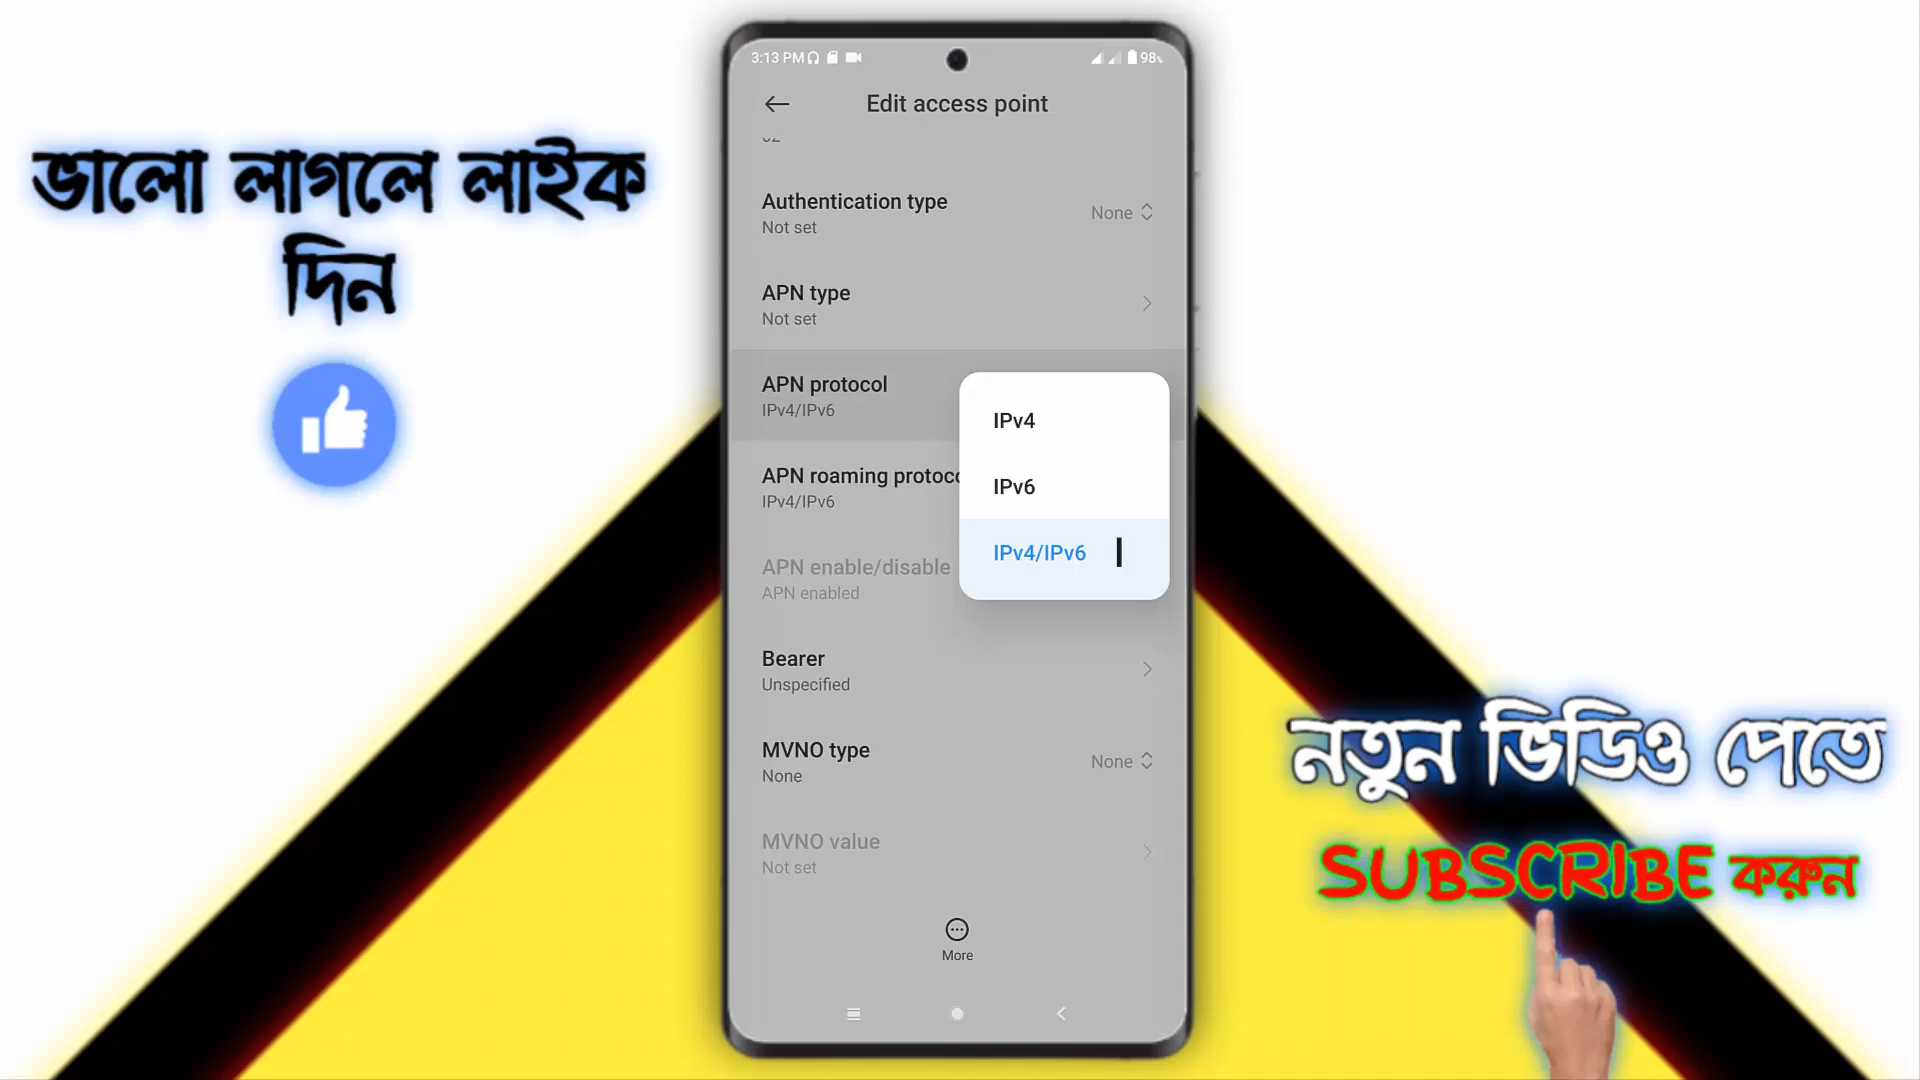 ভালো লাগলে লাইক
দিন
3:13 PM
98%
Edit access point
Authentication type
Not set
None
APN type
Not set
APN protocol
IPv4/IPv6
IPv4
IPv6
IPv4/IPv6
APN roaming protoco
IPv4/IPv6
APN enable/disable
APN enabled
Bearer
Unspecified
MVNO type
None
None
MVNO value
Not set
More
নতুন ভিডিও পেতে
SUBSCRIBE করুন